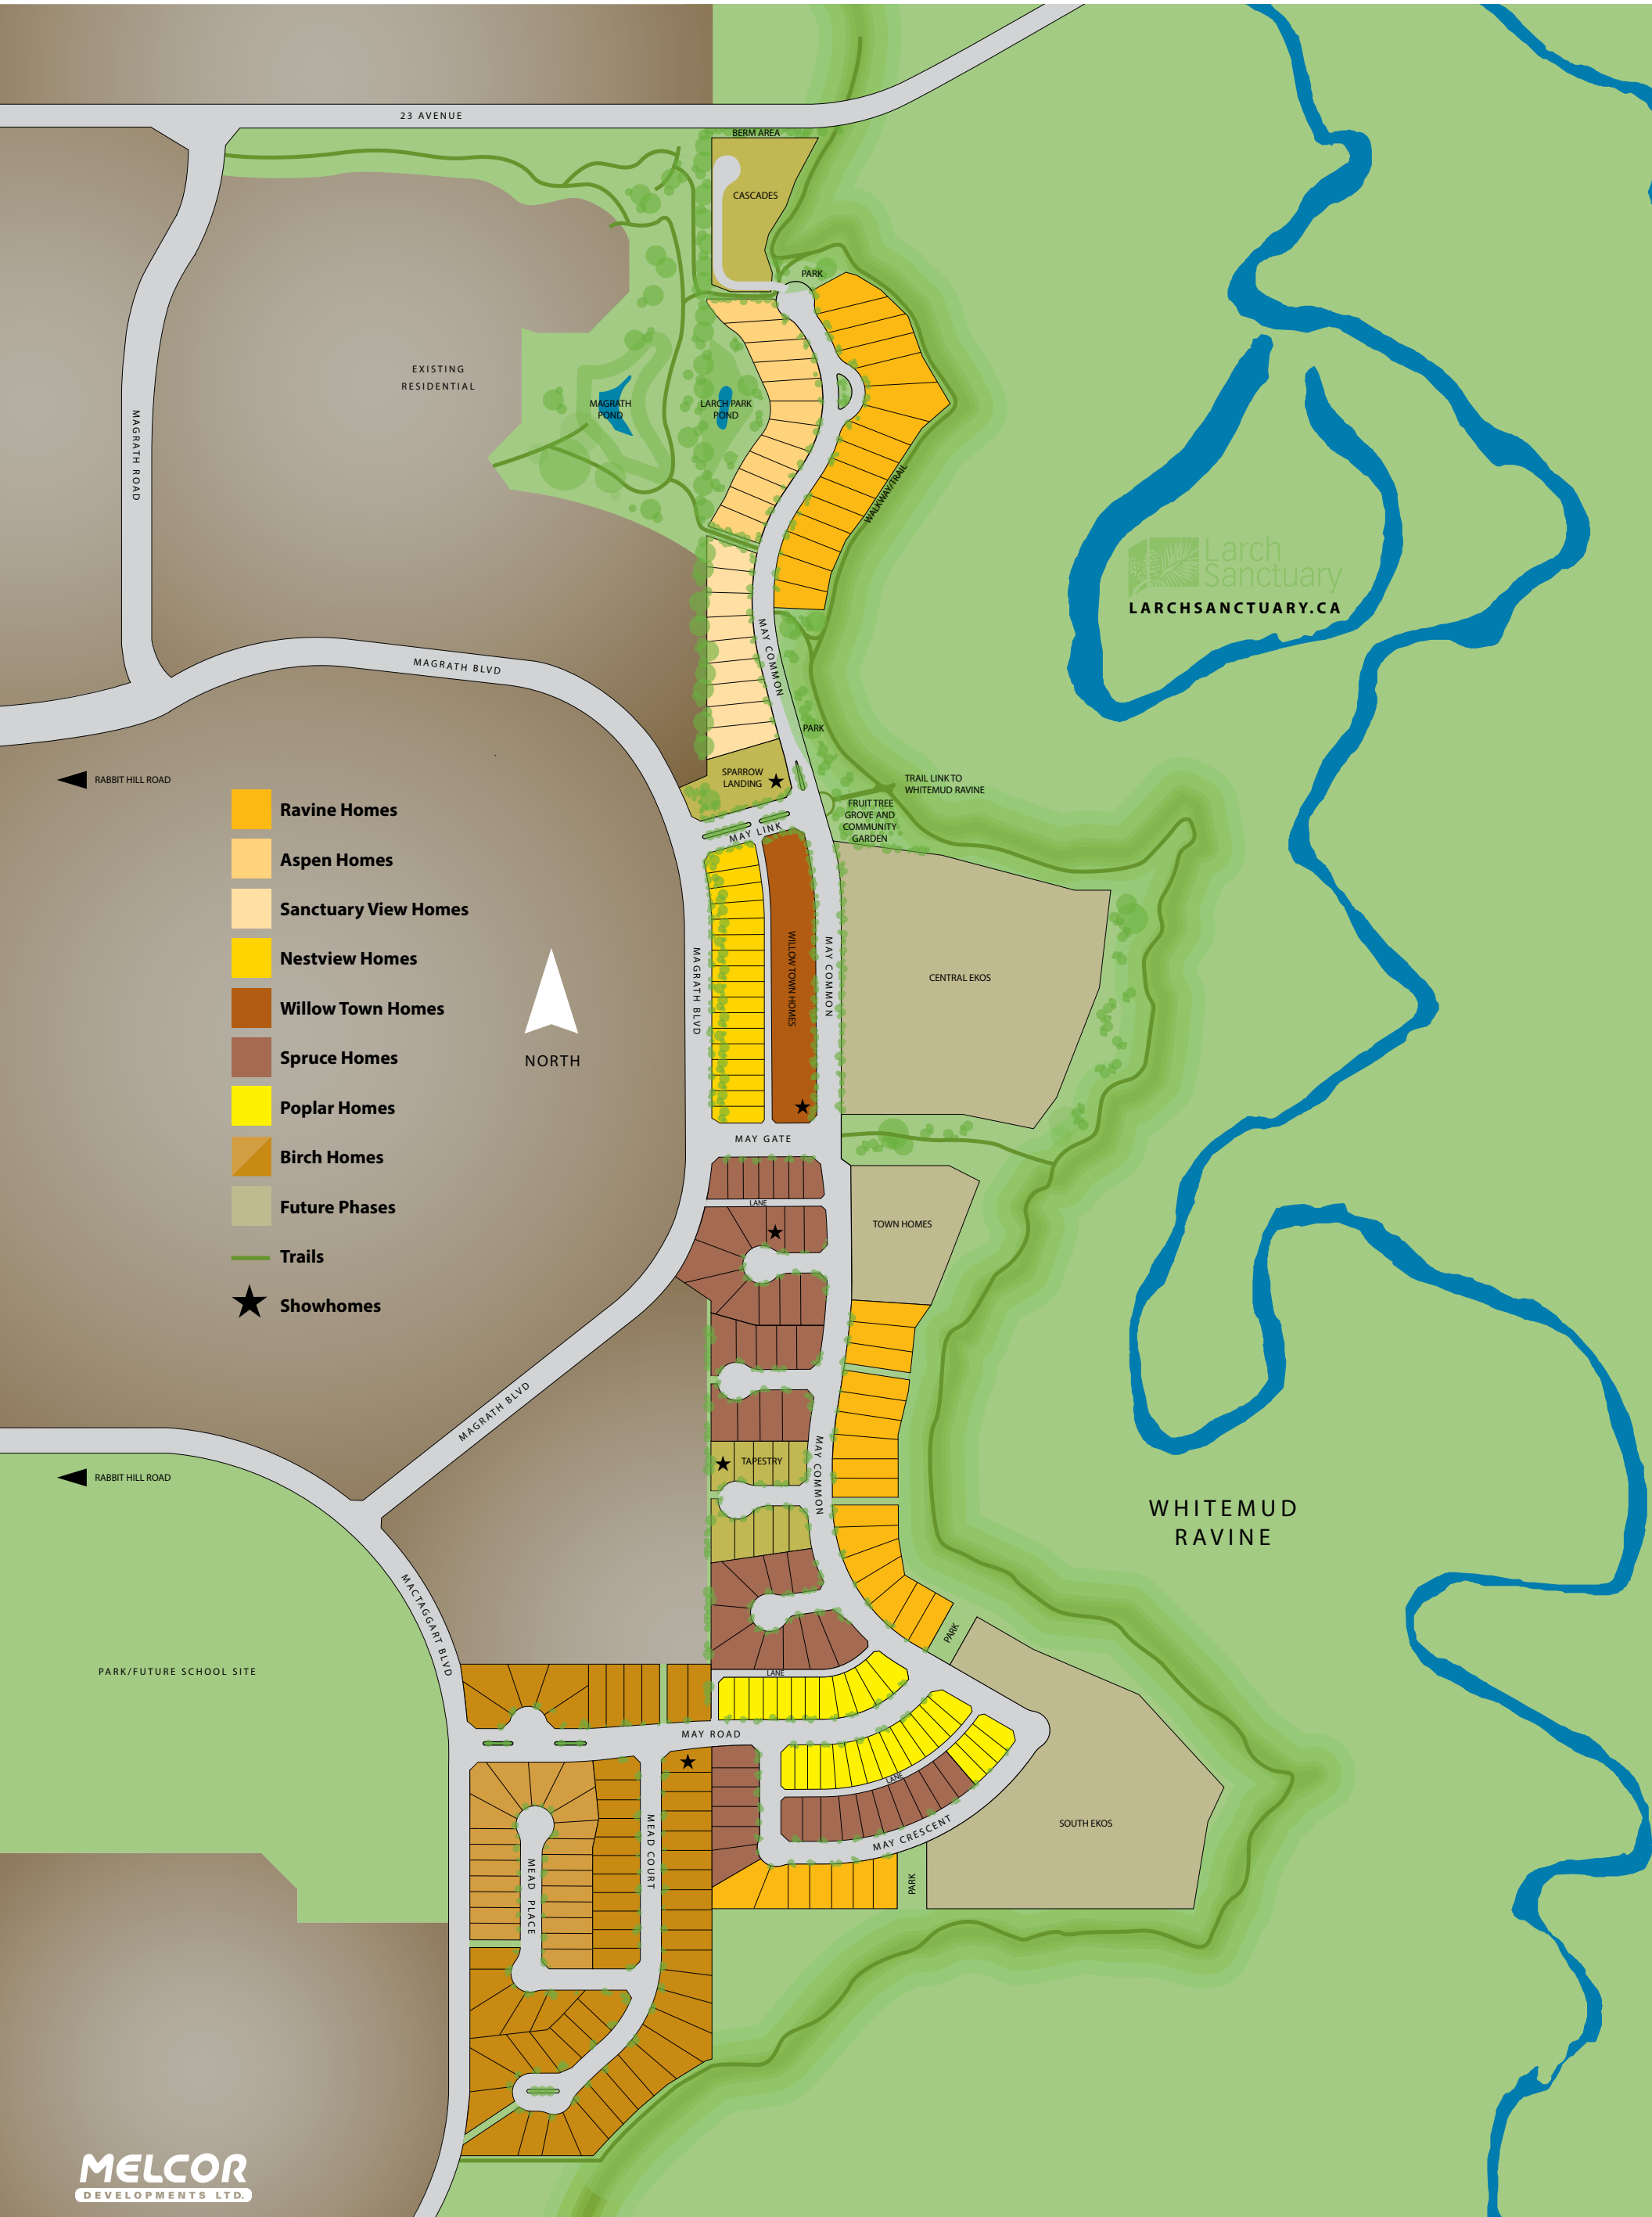 23 AVENUE
BERM AREA
CASCADES
PARK
EXISTING
RESIDENTIAL
MAGRATH
POND
LARCH PARK
POND
MAGRATH ROAD
WALKWAY/TRAIL
Larch
Sanctuary
LARCHSANCTUARY.CA
MAY COMMON
MAGRATH BLVD
PARK
RABBIT HILL ROAD
SPARROW
LANDING
TRAIL LINK TO
WHITEMUD RAVINE
FRUIT TREE
GROVE AND
COMMUNITY
GARDEN
MAY LINK
Ravine Homes
Aspen Homes
Sanctuary View Homes
Nestview Homes
Willow Town Homes
Spruce Homes
Poplar Homes
Birch Homes
Future Phases
Trails
Showhomes
NORTH
MAGRATH BLVD
WILLOW TOWN HOMES
MAY COMMON
CENTRAL EKOS
MAY GATE
LANE
TOWN HOMES
MAGRATH BLVD
RABBIT HILL ROAD
TAPESTRY
MAY COMMON
WHITEMUD
RAVINE
MACTAGGART BLVD
PARK/FUTURE SCHOOL SITE
PARK
LANE
MAY ROAD
LANE
MAY CRESCENT
SOUTH EKOS
MEAD COURT
MEAD PLACE
PARK
MELCOR
DEVELOPMENTS LTD.